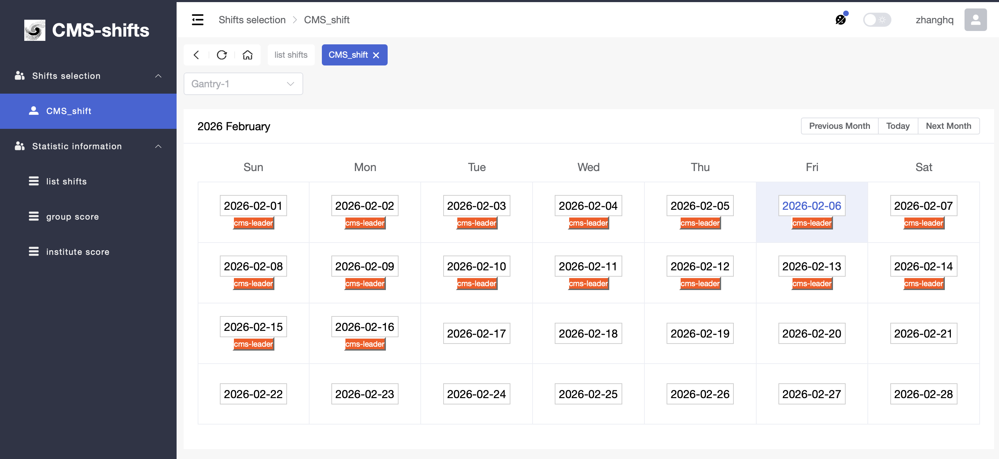 CMS-shifts
Shifts selection
CMS_shift
Statistic information
list shifts
group score
institute score
Shifts selection > CMS_shift
zhanghq
list shifts
CMS_shift
Gantry-1
2026 February
Previous Month Today Next Month
Sun Mon Tue Wed Thu Fri Sat
2026-02-01 2026-02-02 2026-02-03 2026-02-04 2026-02-05 2026-02-06 2026-02-07
cms-leader cms-leader cms-leader cms-leader cms-leader cms-leader cms-leader
2026-02-08 2026-02-09 2026-02-10 2026-02-11 2026-02-12 2026-02-13 2026-02-14
cms-leader cms-leader cms-leader cms-leader cms-leader cms-leader cms-leader
2026-02-15 2026-02-16 2026-02-17 2026-02-18 2026-02-19 2026-02-20 2026-02-21
cms-leader cms-leader
2026-02-22 2026-02-23 2026-02-24 2026-02-25 2026-02-26 2026-02-27 2026-02-28